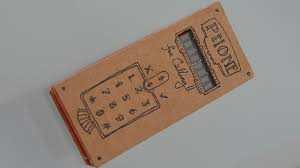 PHONE
for Calling!!
X ✓
1 2 3
4 5 6
7 8 9
* 0 #